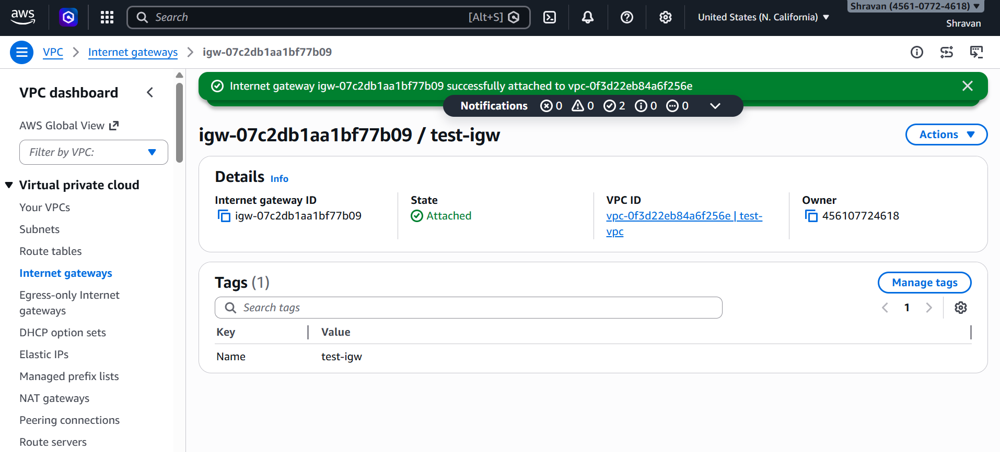 aws
Search
[Alt+S]
United States (N. California)
Shravan (4561-0772-4618)
Shravan
VPC
Internet gateways
igw-07c2db1aa1bf77b09
VPC dashboard
AWS Global View
Filter by VPC:
Virtual private cloud
Your VPCs
Subnets
Route tables
Internet gateways
Egress-only Internet
gateways
DHCP option sets
Elastic IPs
Managed prefix lists
NAT gateways
Peering connections
Route servers
Internet gateway igw-07c2db1aa1bf77b09 successfully attached to vpc-0f3d22eb84a6f256e
Notifications 0 0 2 0 0
igw-07c2db1aa1bf77b09 / test-igw
Actions
Details Info
Internet gateway ID
igw-07c2db1aa1bf77b09
State
Attached
VPC ID
vpc-0f3d22eb84a6f256e | test-
vpc
Owner
456107724618
Tags (1)
Manage tags
Search tags
1
Key Value
Name test-igw